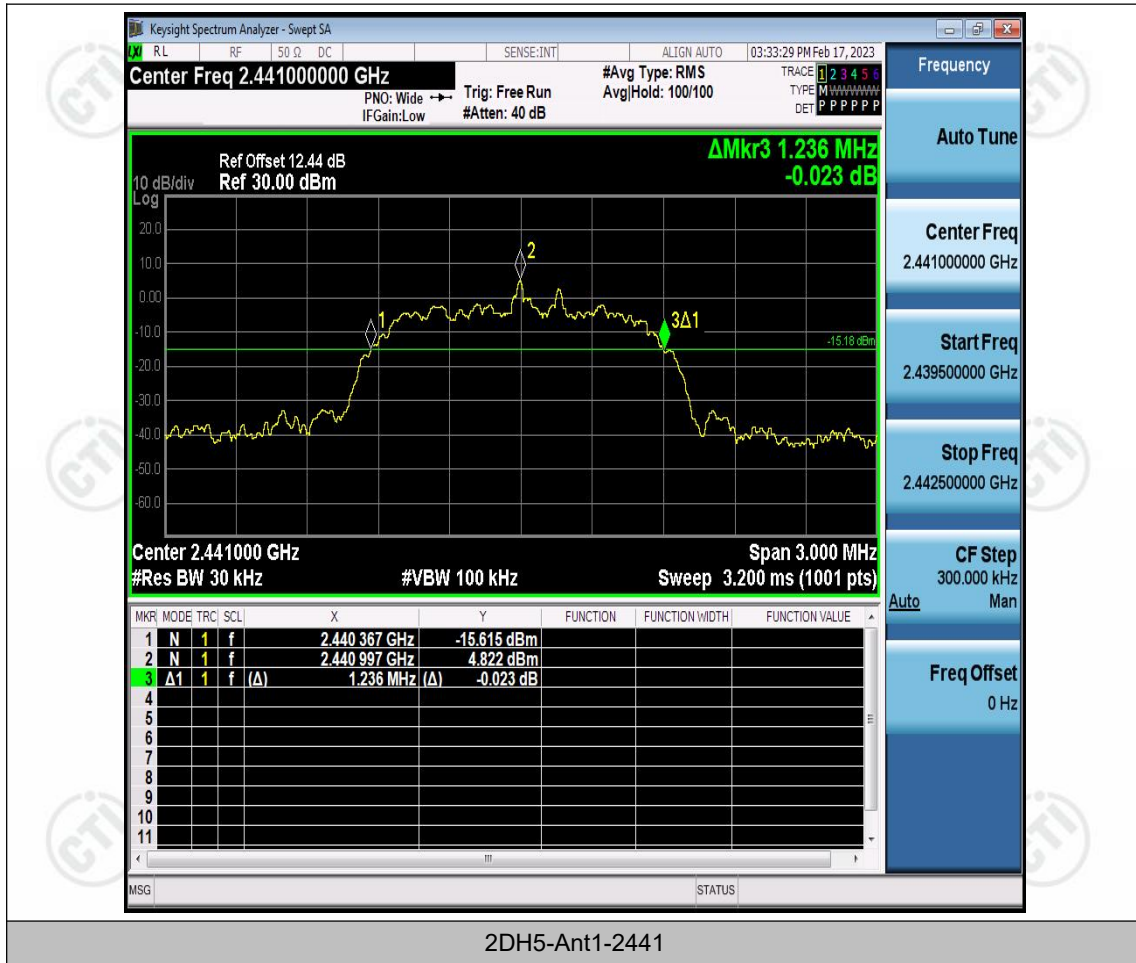 Keysight Spectrum Analyzer - Swept SA
LXI RL RF 50 Ω DC SENSE:INT ALIGN AUTO 03:33:29 PM Feb 17, 2023
Center Freq 2.441000000 GHz
PNO: Wide
IFGain:Low
Trig: Free Run
#Atten: 40 dB
#Avg Type: RMS
Avg|Hold: 100/100
TRACE 1 2 3 4 5 6
TYPE M WWWWW
DET P P P P P P
ΔMkr3 1.236 MHz
-0.023 dB
Ref Offset 12.44 dB
10 dB/div Ref 30.00 dBm
Log
20.0
10.0
0.00
-10.0
-20.0
-30.0
-40.0
-50.0
-60.0
1
2
3Δ1
-15.18 dBm
Center 2.441000 GHz Span 3.000 MHz
#Res BW 30 kHz #VBW 100 kHz Sweep 3.200 ms (1001 pts)
MKR MODE TRC SCL X Y FUNCTION FUNCTION WIDTH FUNCTION VALUE
1 N 1 f 2.440 367 GHz -15.615 dBm
2 N 1 f 2.440 997 GHz 4.822 dBm
3 Δ1 1 f (Δ) 1.236 MHz (Δ) -0.023 dB
4
5
6
7
8
9
10
11
MSG STATUS
Frequency
Auto Tune
Center Freq
2.441000000 GHz
Start Freq
2.439500000 GHz
Stop Freq
2.442500000 GHz
CF Step
300.000 kHz
Auto Man
Freq Offset
0 Hz
CTI
CTI
CTI
CTI
CTI
CTI
2DH5-Ant1-2441